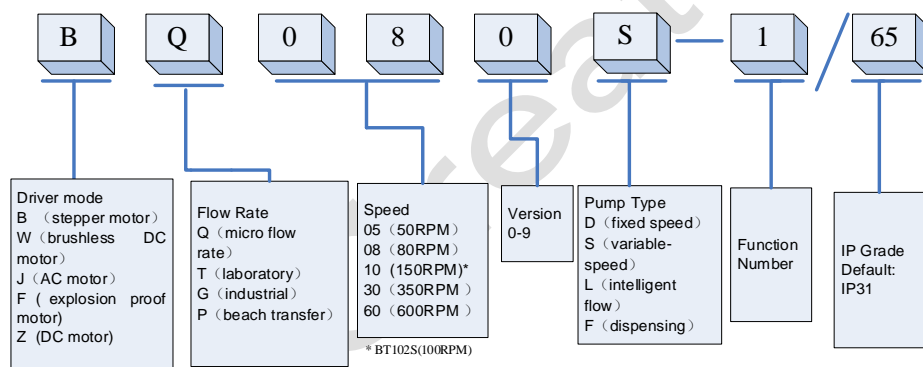 B Q 0 8 0 S 1 65
Driver mode
B （stepper motor）
W（brushless DC
motor）
J（AC motor）
F ( explosion proof
motor)
Z (DC motor)
Flow Rate
Q（micro flow
rate）
T（laboratory）
G（industrial）
P（beach transfer）
Speed
05（50RPM）
08（80RPM）
10 (150RPM)*
30（350RPM）
60（600RPM）
* BT102S(100RPM)
Version
0-9
Pump Type
D（fixed speed）
S（variable-
speed）
L（intelligent
flow）
F（dispensing）
Function
Number
IP Grade
Default:
IP31